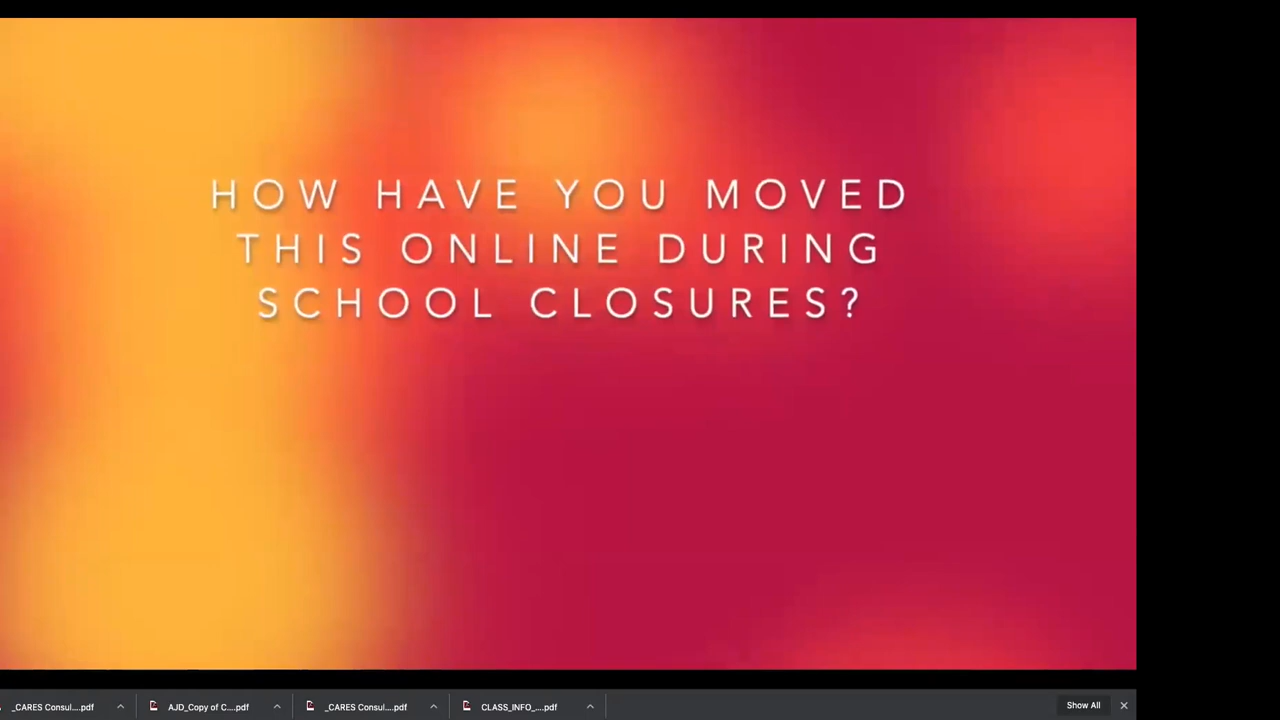 HOW HAVE YOU MOVED
THIS ONLINE DURING
SCHOOL CLOSURES?
_CARES Consul....pdf
AJD_Copy of C....pdf
_CARES Consul....pdf
CLASS_INFO_....pdf
Show All